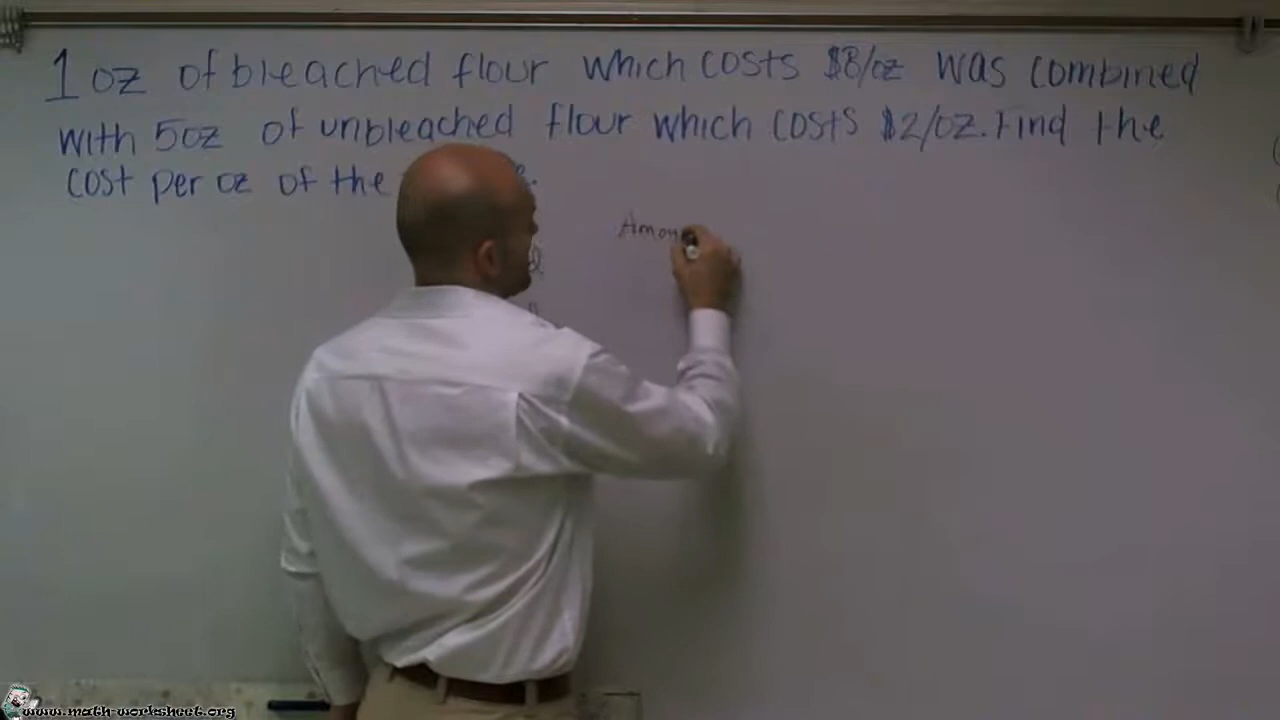 1 oz of bleached flour which costs $8/oz was combined
with 5oz of unbleached flour which costs $2/oz. Find the
cost per oz of the
Amou
www.math-worksheet.org